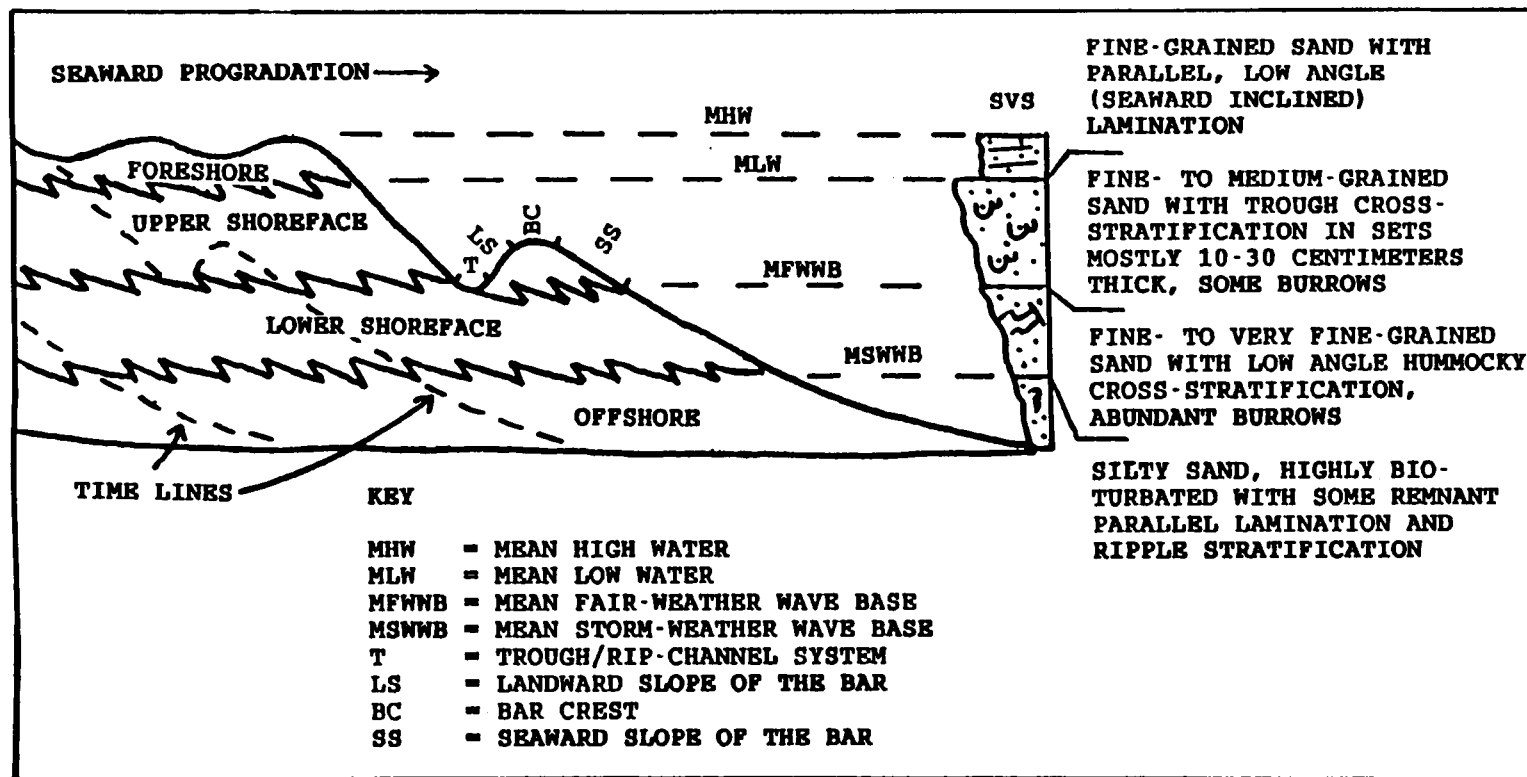 SEAWARD PROGRADATION
MHW
MLW
SVS
FORESHORE
UPPER SHOREFACE
LS
BC
SS
T
MFWWB
LOWER SHOREFACE
MSWWB
OFFSHORE
TIME LINES
FINE-GRAINED SAND WITH
PARALLEL, LOW ANGLE
(SEAWARD INCLINED)
LAMINATION
FINE- TO MEDIUM-GRAINED
SAND WITH TROUGH CROSS-
STRATIFICATION IN SETS
MOSTLY 10-30 CENTIMETERS
THICK, SOME BURROWS
FINE- TO VERY FINE-GRAINED
SAND WITH LOW ANGLE HUMMOCKY
CROSS-STRATIFICATION,
ABUNDANT BURROWS
SILTY SAND, HIGHLY BIO-
TURBATED WITH SOME REMNANT
PARALLEL LAMINATION AND
RIPPLE STRATIFICATION
KEY
MHW = MEAN HIGH WATER
MLW = MEAN LOW WATER
MFWWB = MEAN FAIR-WEATHER WAVE BASE
MSWWB = MEAN STORM-WEATHER WAVE BASE
T = TROUGH/RIP-CHANNEL SYSTEM
LS = LANDWARD SLOPE OF THE BAR
BC = BAR CREST
SS = SEAWARD SLOPE OF THE BAR